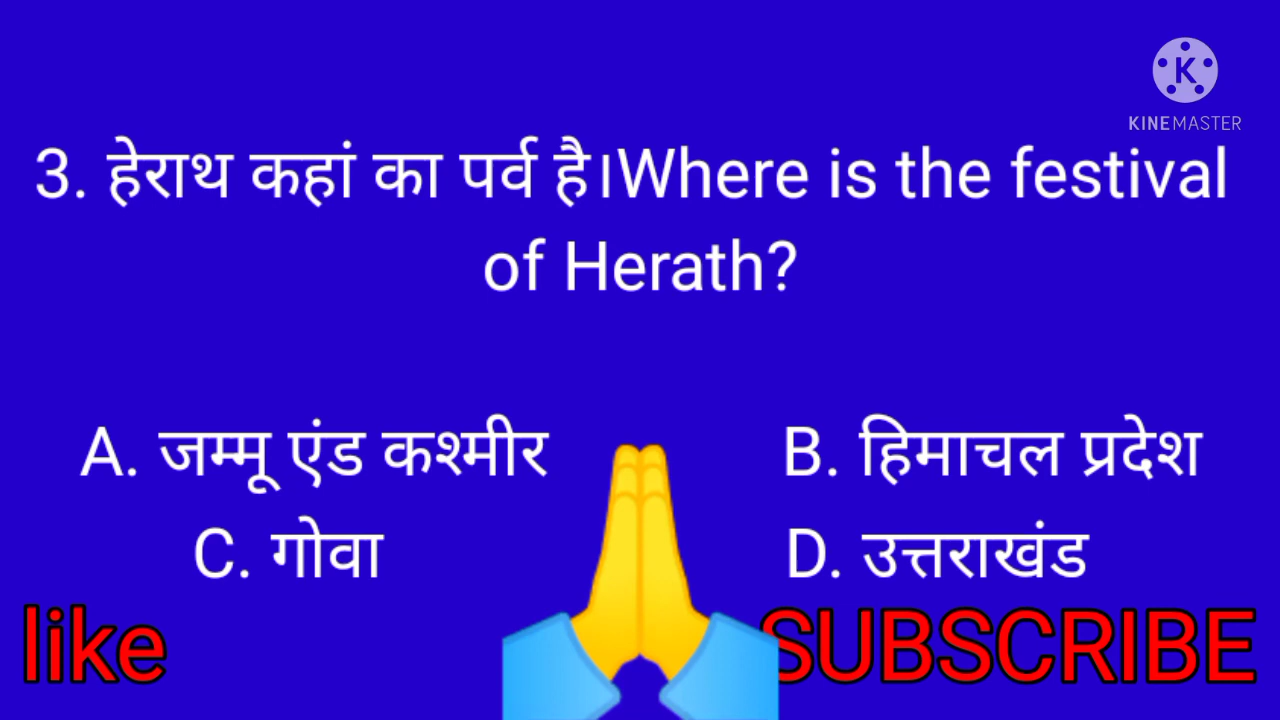 K
KINEMASTER
3. हेराथ कहां का पर्व है।Where is the festival
of Herath?
A. जम्मू एंड कश्मीर B. हिमाचल प्रदेश
C. गोवा D. उत्तराखंड
like SUBSCRIBE